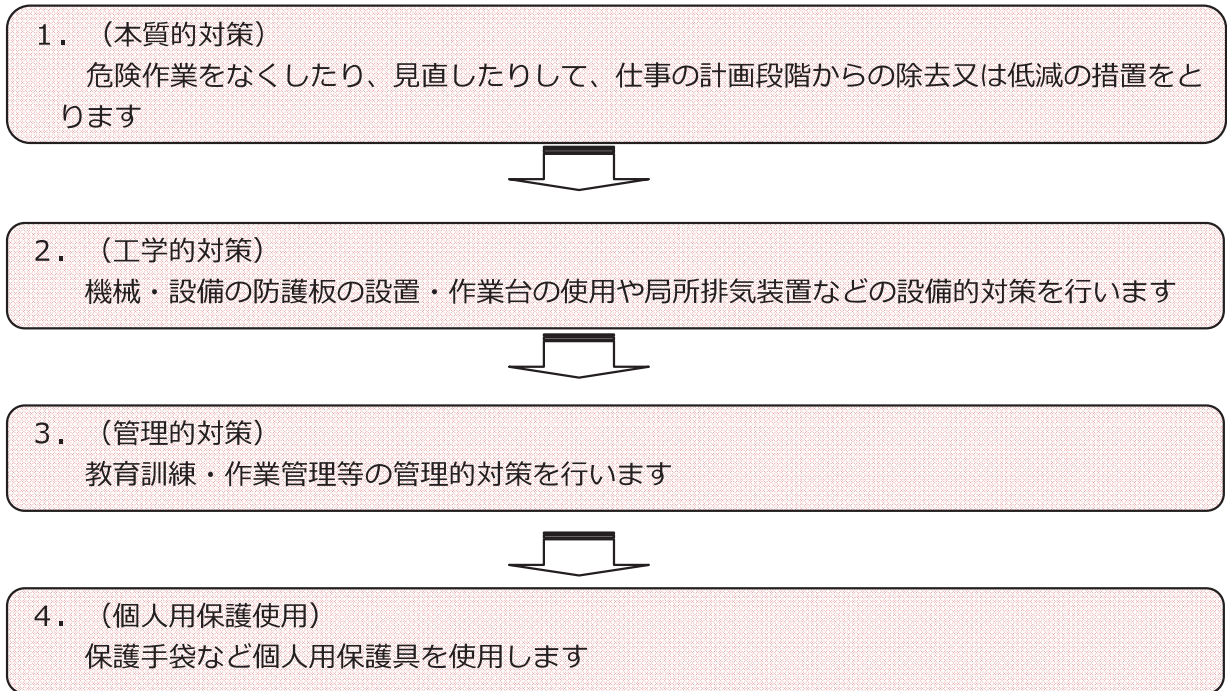 1．（本質的対策）
危険作業をなくしたり、見直したりして、仕事の計画段階からの除去又は低減の措置をと
ります
2．（工学的対策）
機械・設備の防護板の設置・作業台の使用や局所排気装置などの設備的対策を行います
3．（管理的対策）
教育訓練・作業管理等の管理的対策を行います
4．（個人用保護使用）
保護手袋など個人用保護具を使用します